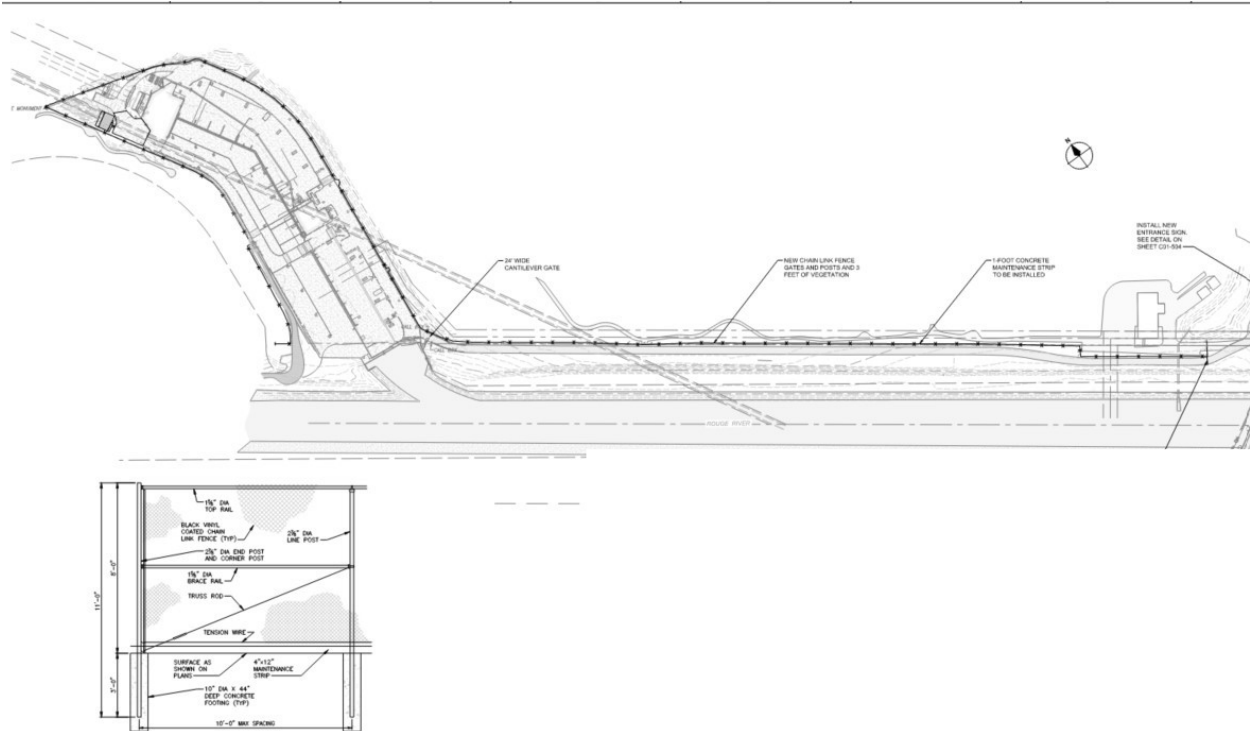 T. MONUMENT
INSTALL NEW
ENTRANCE SIGN.
SEE DETAIL ON
SHEET C01-504
24' WIDE
CANTILEVER GATE
NEW CHAIN LINK FENCE
GATES AND POSTS AND 3
FEET OF VEGETATION
1-FOOT CONCRETE
MAINTENANCE STRIP
TO BE INSTALLED
ROUGE RIVER
1⅝" DIA
TOP RAIL
BLACK VINYL
COATED CHAIN
LINK FENCE (TYP)
2⅜" DIA
LINE POST
2⅞" DIA END POST
AND CORNER POST
1⅝" DIA
BRACE RAIL
TRUSS ROD
TENSION WIRE
SURFACE AS
SHOWN ON
PLANS
4"x12"
MAINTENANCE
STRIP
10" DIA X 44"
DEEP CONCRETE
FOOTING (TYP)
11'-0"
8'-0"
3'-0"
10'-0" MAX SPACING